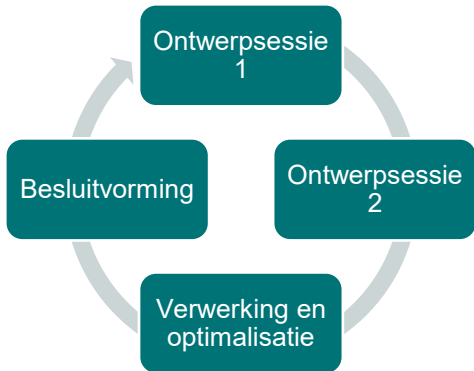 Ontwerpsessie
1
Ontwerpsessie
2
Verwerking en
optimalisatie
Besluitvorming